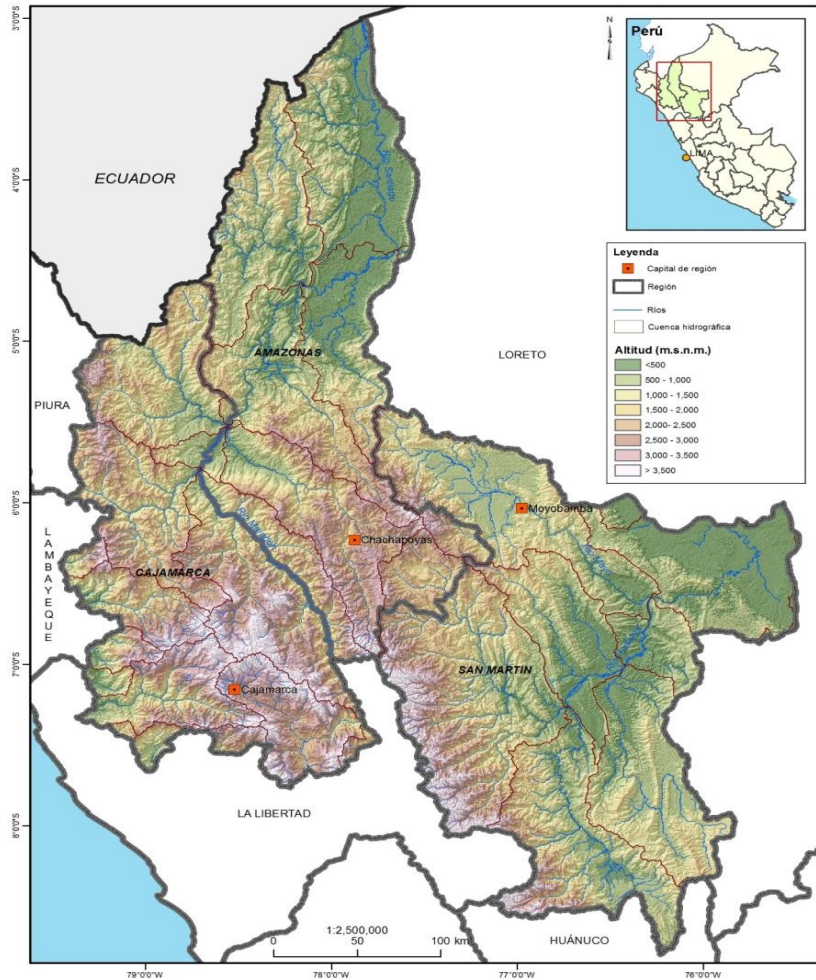 3°0'0"S
4°0'0"S
5°0'0"S
6°0'0"S
7°0'0"S
8°0'0"S
N
Perú
LIMA
ECUADOR
Río Santiago
Leyenda
Capital de región
Región
Ríos
Cuenca hidrográfica
Altitud (m.s.n.m.)
<500
500 - 1,000
1,000 - 1,500
1,500 - 2,000
2,000- 2,500
2,500 - 3,000
3,000 - 3,500
> 3,500
AMAZONAS
LORETO
PIURA
LAMBAYEQUE
Moyobamba
Chachapoyas
CAJAMARCA
SAN MARTIN
Cajamarca
LA LIBERTAD
HUÁNUCO
1:2,500,000
0 50 100 km
79°0'0"W
78°0'0"W
77°0'0"W
76°0'0"W